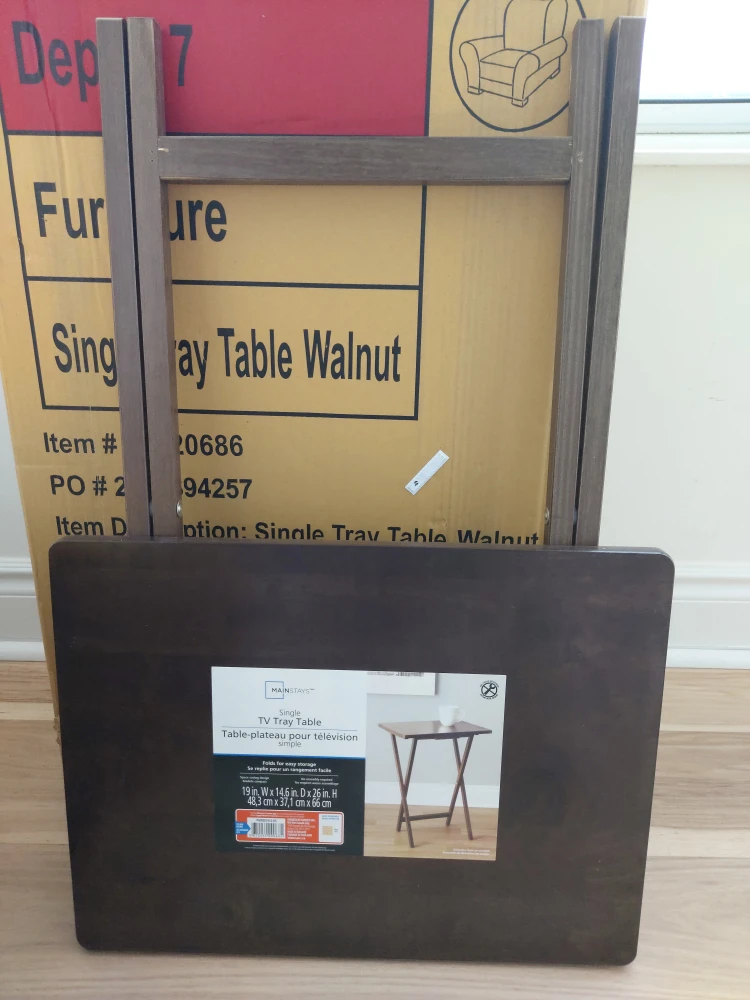 Dep 7
Fur ure
Sing ray Table Walnut
Item # 20686
PO # 2 94257
Item D ption: Single Tray Table Walnut
MAINSTAYS
Single
TV Tray Table
Table-plateau pour télévision
simple
Folds for easy storage
Se replie pour un rangement facile
19 in. W x 14.6 in. D x 26 in. H
48,3 cm x 37,1 cm x 66 cm